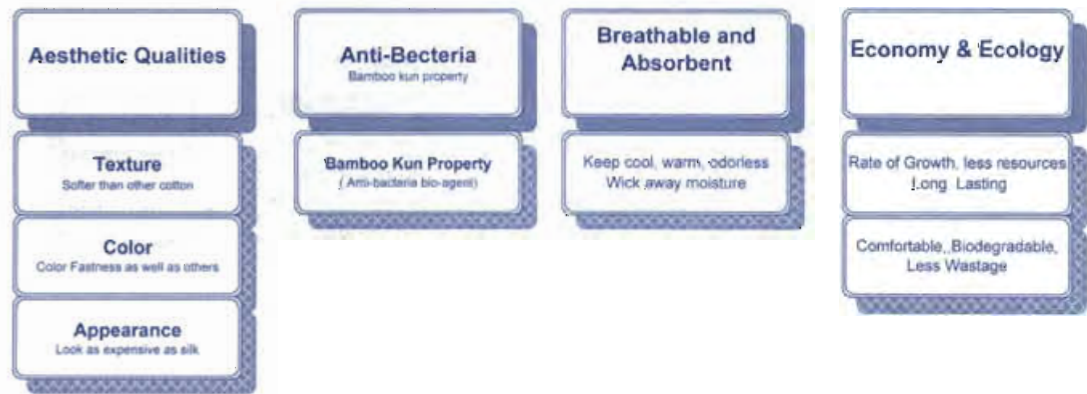 Aesthetic Qualities
Texture
Softer than other cotton
Color
Color Fastness as well as others
Appearance
Look as expensive as silk
Anti-Becteria
Bamboo kun property
Bamboo Kun Property
( Anti-bacteria bio-agent)
Breathable and
Absorbent
Keep cool, warm, odorless
Wick away moisture
Economy & Ecology
Rate of Growth, less resources
Long Lasting
Comfortable, Biodegradable,
Less Wastage